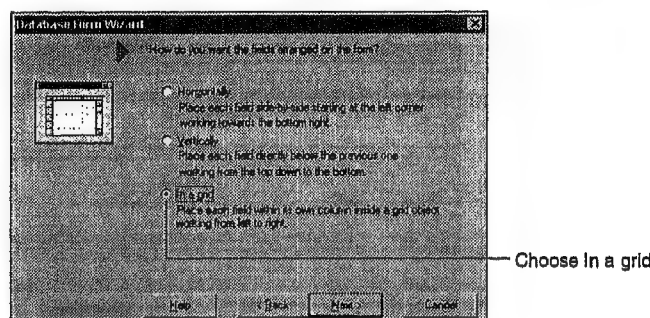 Database Form Wizard
How do you want the fields arranged on the form?
Horizontally
Place each field side-by-side starting at the left corner
working towards the bottom right.
Vertically
Place each field directly below the previous one
working from the top down to the bottom.
In a grid
Place each field within its own column inside a grid object
working from left to right.
Choose In a grid
Help
< Back
Next >
Cancel